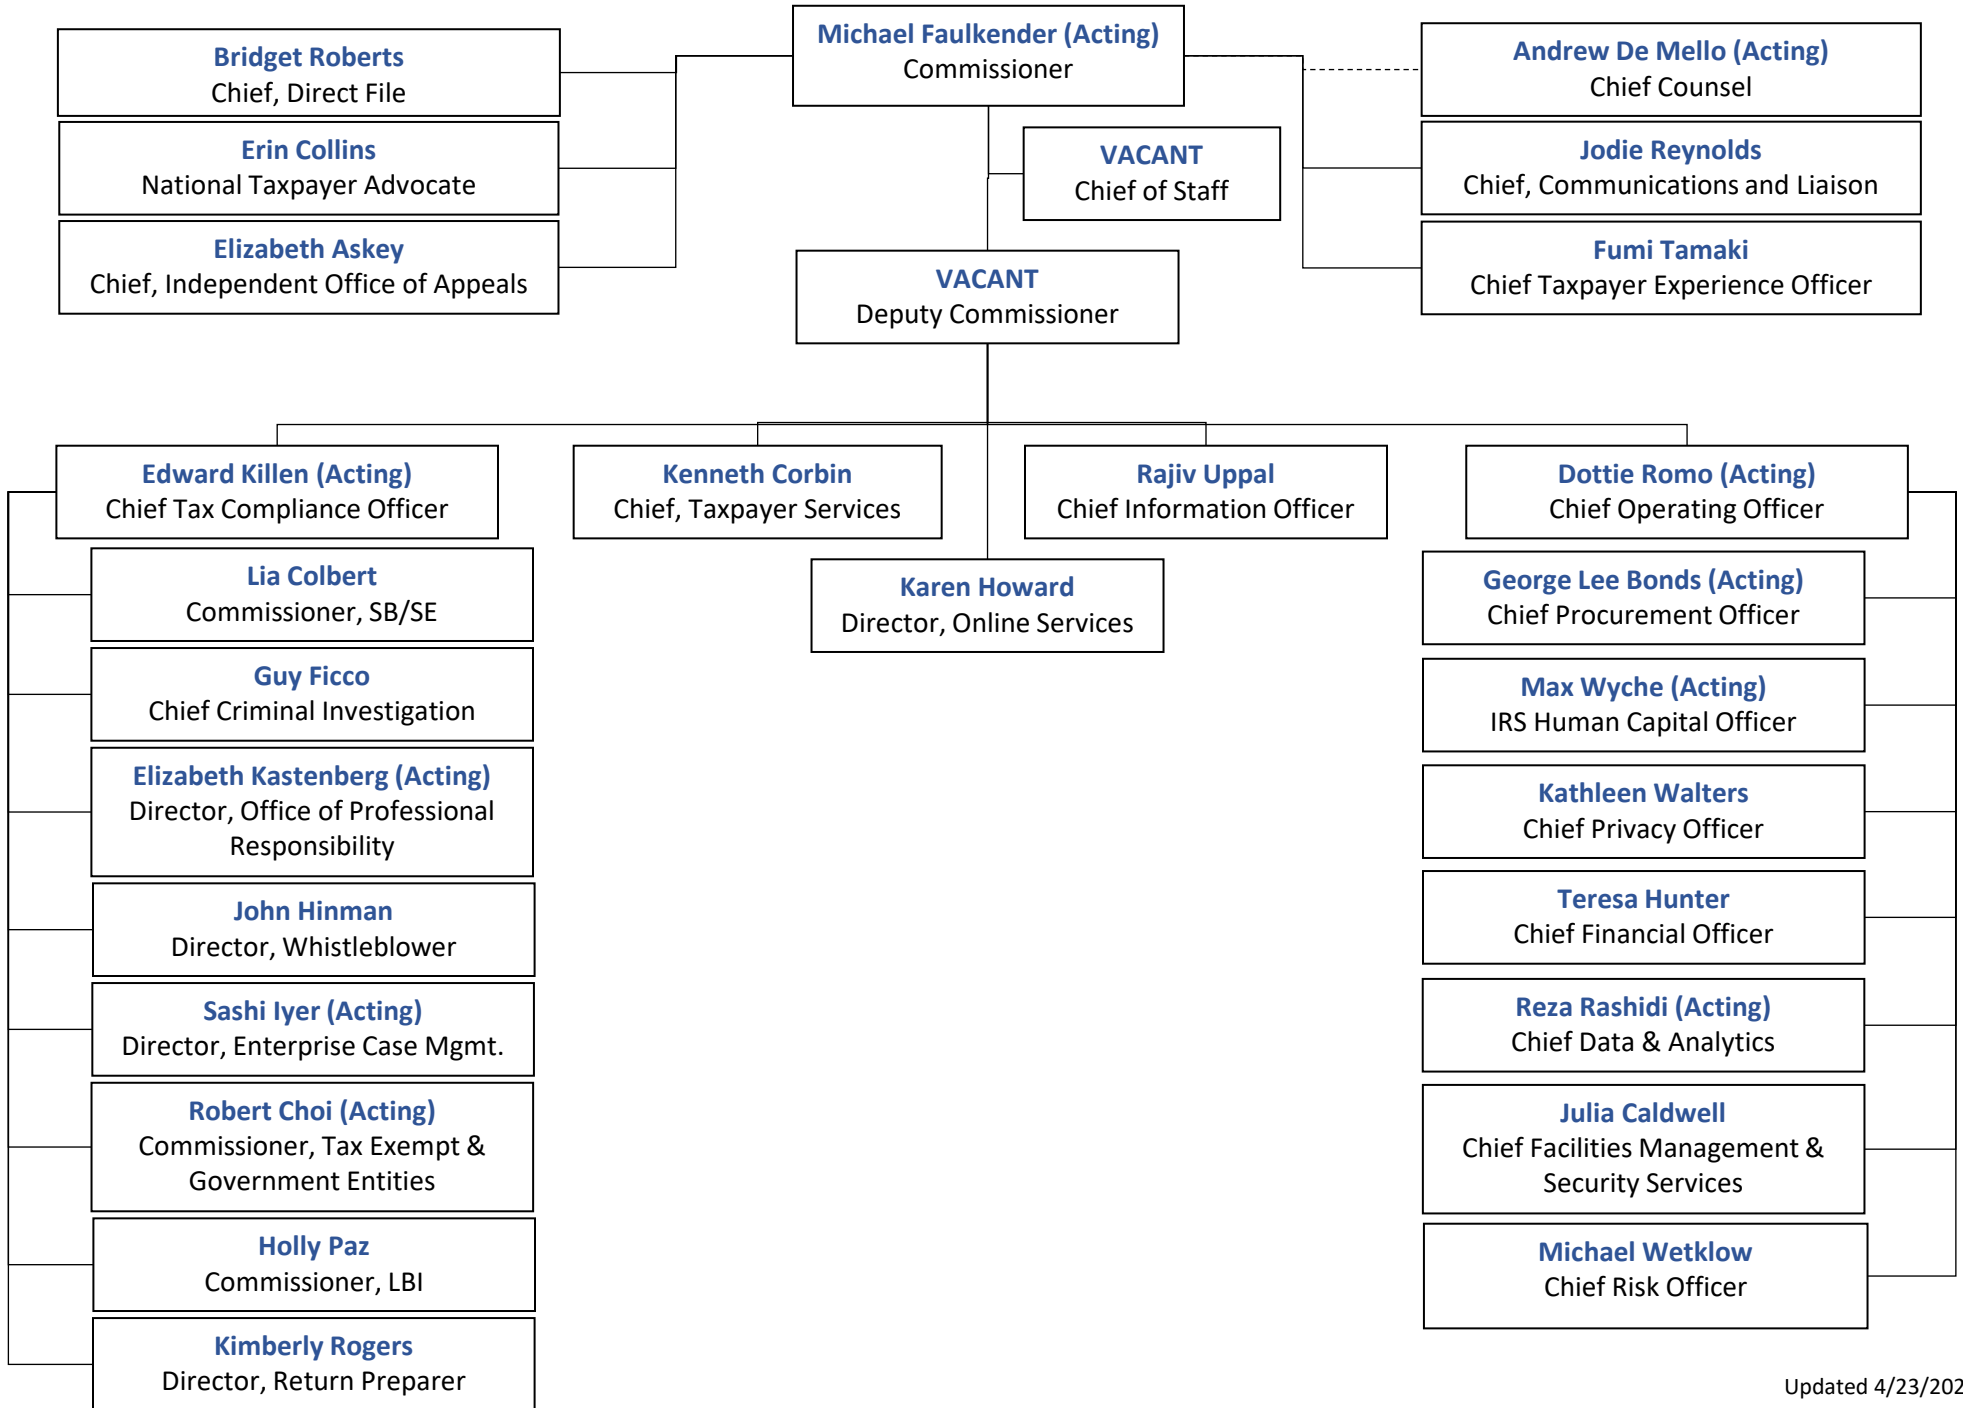 Michael Faulkender (Acting)
Commissioner
Bridget Roberts
Chief, Direct File
Erin Collins
National Taxpayer Advocate
Elizabeth Askey
Chief, Independent Office of Appeals
Andrew De Mello (Acting)
Chief Counsel
Jodie Reynolds
Chief, Communications and Liaison
Fumi Tamaki
Chief Taxpayer Experience Officer
VACANT
Chief of Staff
VACANT
Deputy Commissioner
Edward Killen (Acting)
Chief Tax Compliance Officer
Kenneth Corbin
Chief, Taxpayer Services
Rajiv Uppal
Chief Information Officer
Dottie Romo (Acting)
Chief Operating Officer
Karen Howard
Director, Online Services
Lia Colbert
Commissioner, SB/SE
Guy Ficco
Chief Criminal Investigation
Elizabeth Kastenberg (Acting)
Director, Office of Professional
Responsibility
John Hinman
Director, Whistleblower
Sashi Iyer (Acting)
Director, Enterprise Case Mgmt.
Robert Choi (Acting)
Commissioner, Tax Exempt &
Government Entities
Holly Paz
Commissioner, LBI
Kimberly Rogers
Director, Return Preparer
George Lee Bonds (Acting)
Chief Procurement Officer
Max Wyche (Acting)
IRS Human Capital Officer
Kathleen Walters
Chief Privacy Officer
Teresa Hunter
Chief Financial Officer
Reza Rashidi (Acting)
Chief Data & Analytics
Julia Caldwell
Chief Facilities Management &
Security Services
Michael Wetklow
Chief Risk Officer
Updated 4/23/202